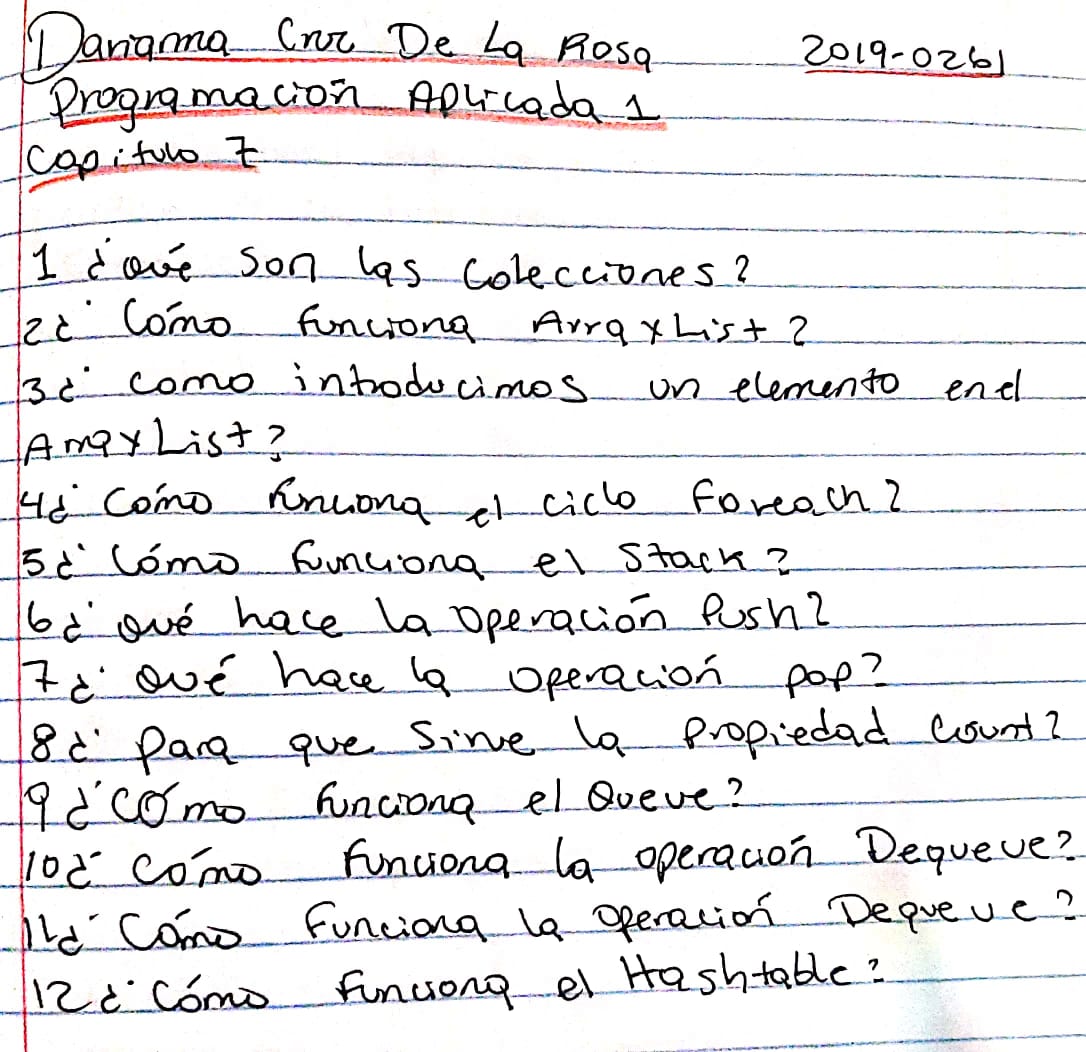 Darianna Cruz De La Rosa 2019-0261
Programación Aplicada 1
Capitulo 7
1 ¿Qué son las Colecciones?
2¿ Cómo funciona ArrayList?
3¿ como introducimos un elemento en el
ArrayList?
4¿ Cómo funciona el ciclo Foreach?
5¿ Cómo funciona el Stack?
6¿ Qué hace la operación Push?
7¿ Qué hace la operación pop?
8¿ Para que Sirve la Propiedad Count?
9¿ Cómo funciona el Queue?
10¿ Cómo funciona la operación Dequeue?
11¿ Cómo Funciona la operación Dequeue?
12¿ Cómo funciona el Hashtable?